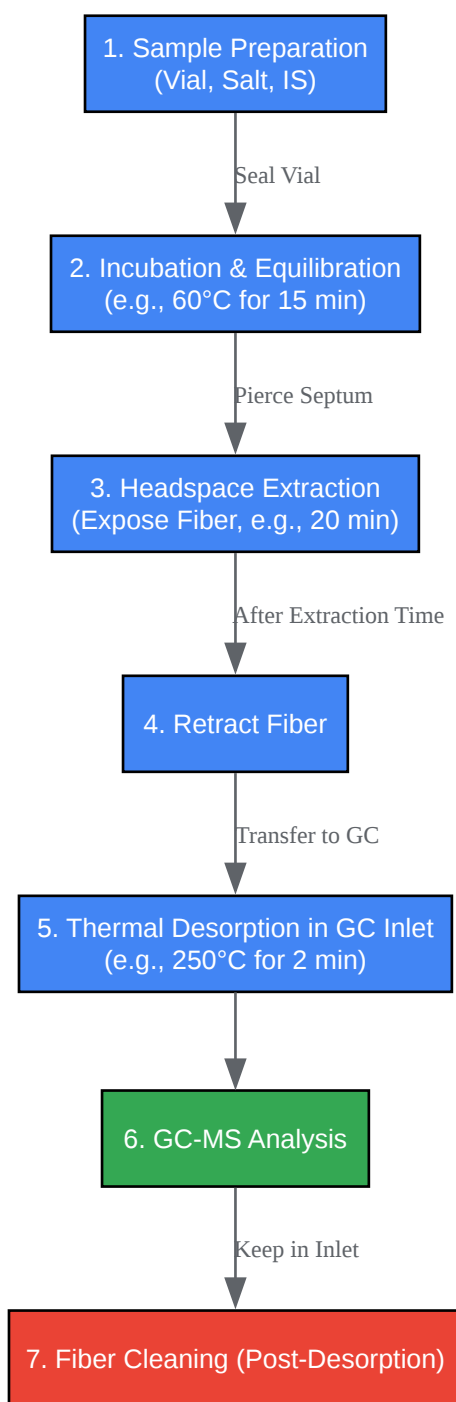 1. Sample Preparation
(Vial, Salt, IS)
Seal Vial
2. Incubation & Equilibration
(e.g., 60°C for 15 min)
Pierce Septum
3. Headspace Extraction
(Expose Fiber, e.g., 20 min)
After Extraction Time
4. Retract Fiber
Transfer to GC
5. Thermal Desorption in GC Inlet
(e.g., 250°C for 2 min)
6. GC-MS Analysis
Keep in Inlet
7. Fiber Cleaning (Post-Desorption)